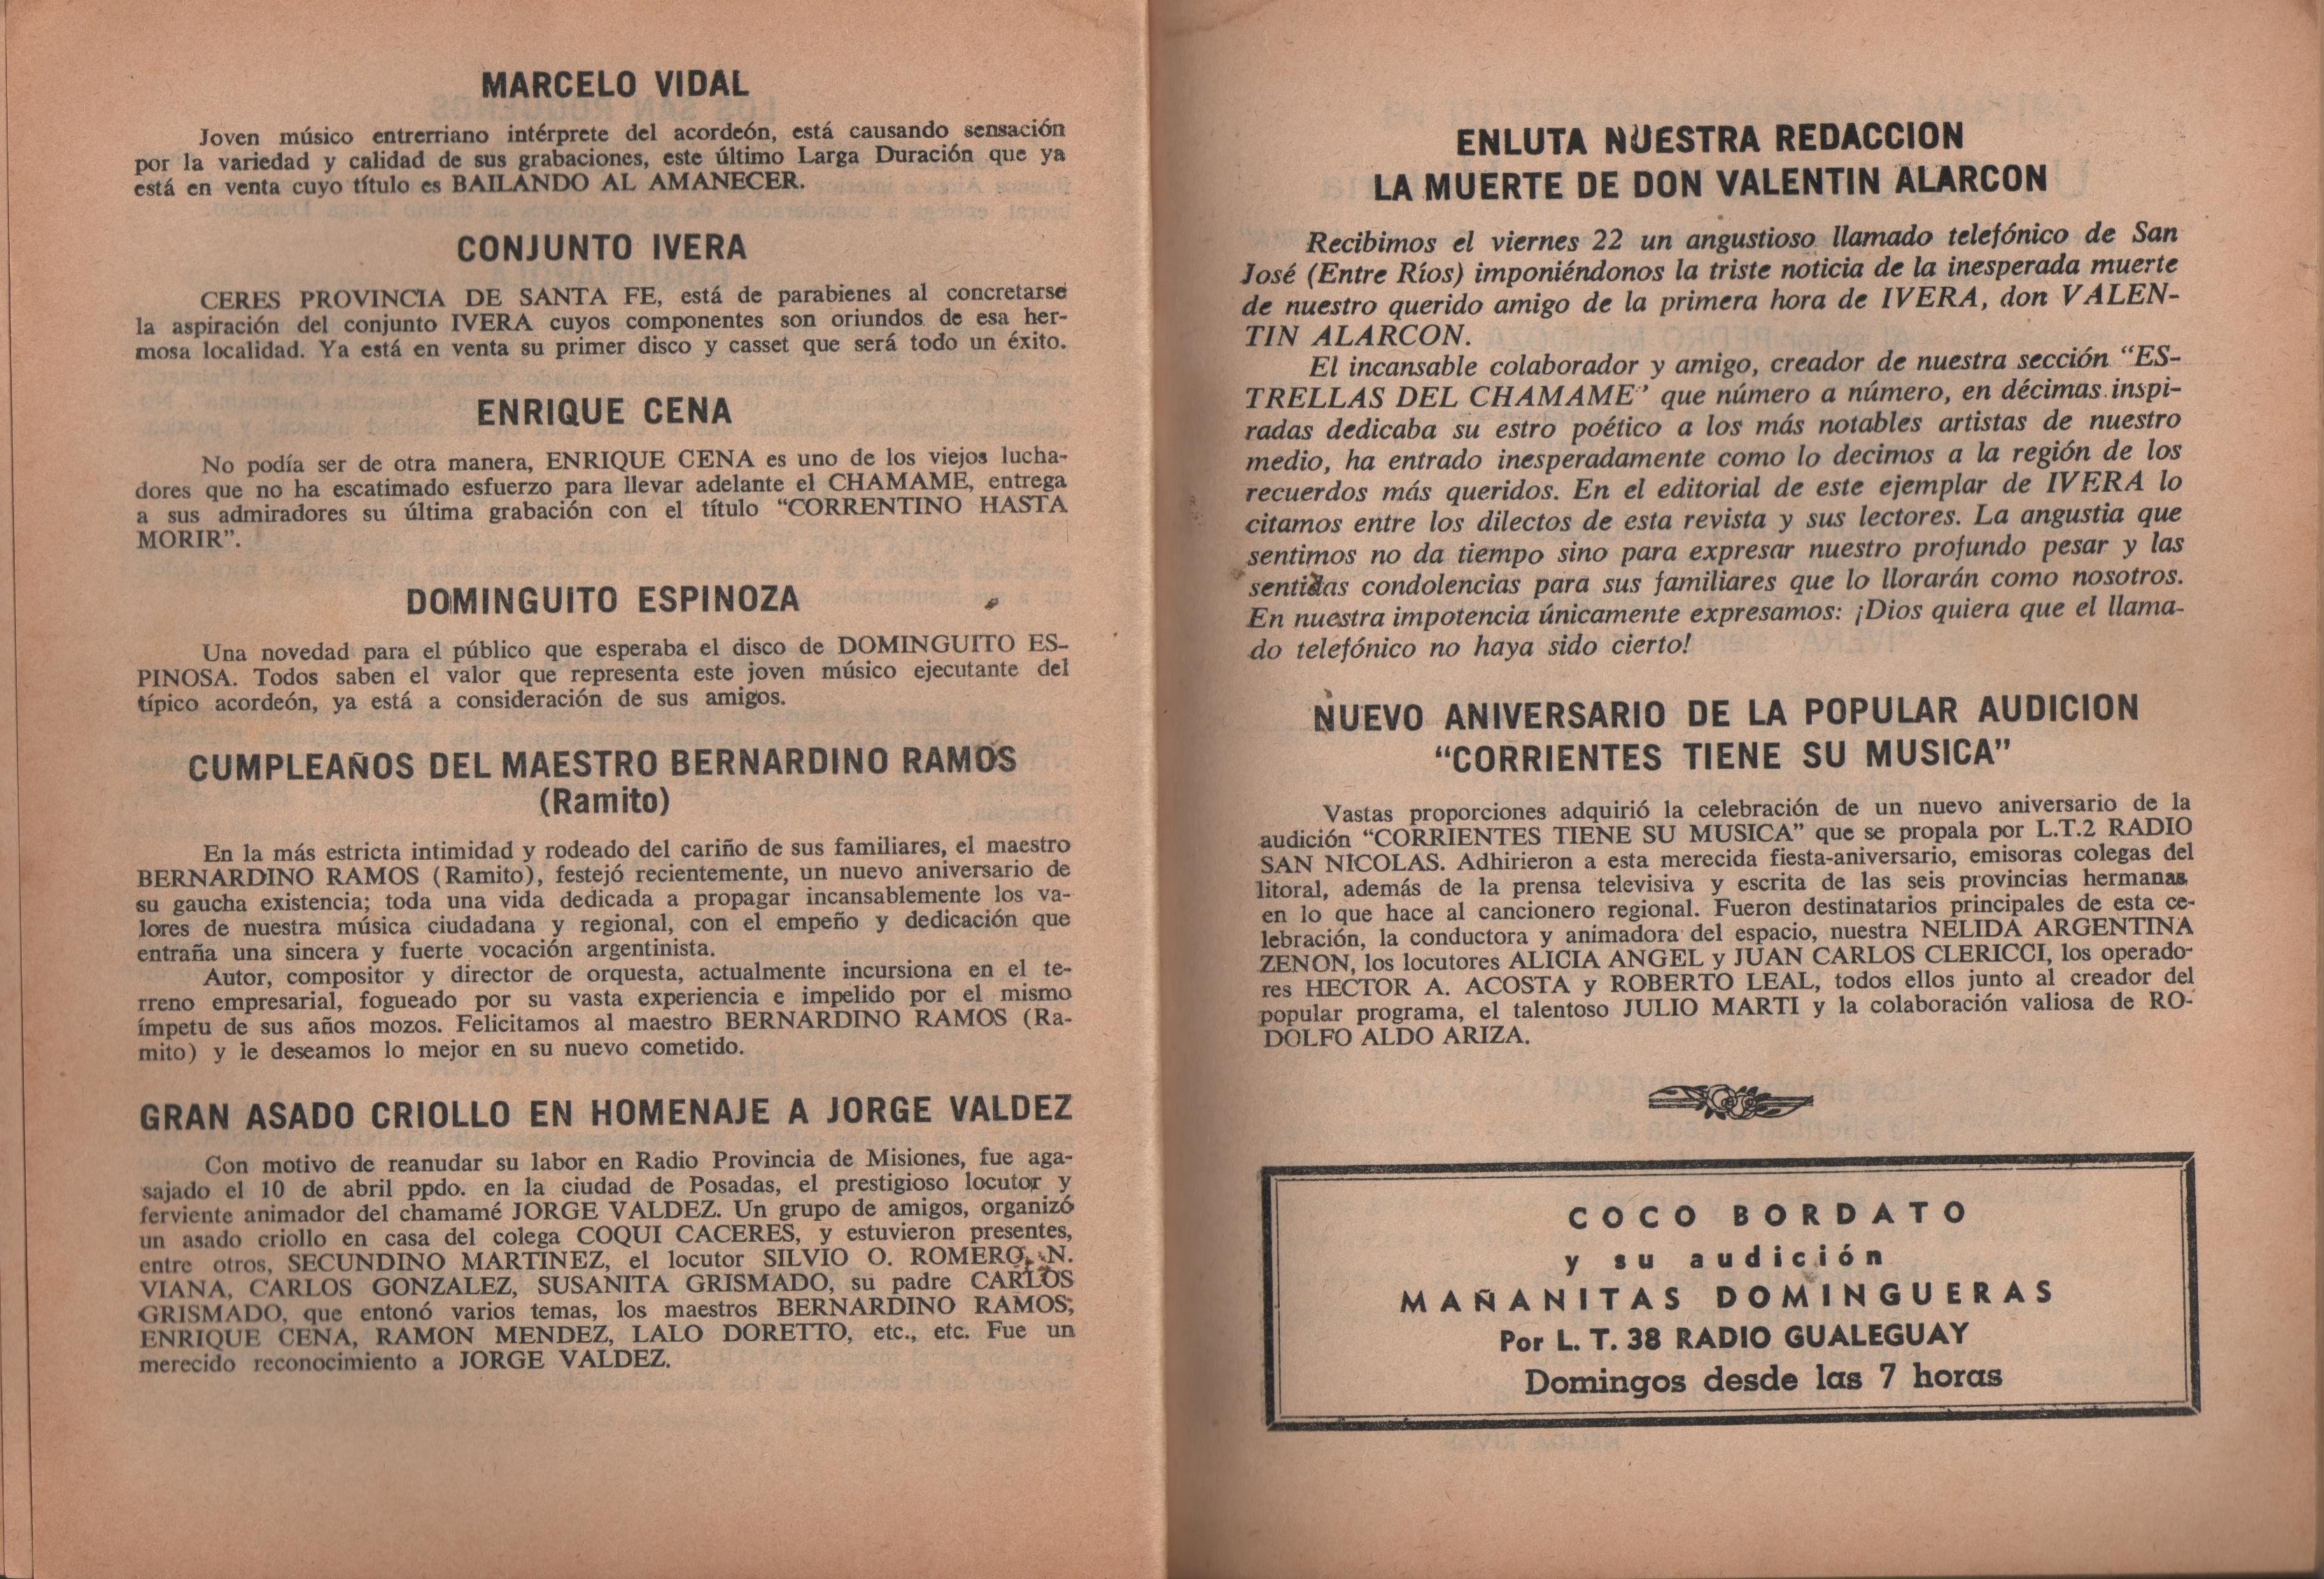 MARCELO VIDAL
Joven músico entrerriano intérprete del acordeón, está causando sensación
por la variedad y calidad de sus grabaciones, este último Larga Duración que ya
está en venta cuyo título es BAILANDO AL AMANECER.
CONJUNTO IVERA
CERES PROVINCIA DE SANTA FE, está de parabienes al concretarse
la aspiración del conjunto IVERA cuyos componentes son oriundos de esa her-
mosa localidad. Ya está en venta su primer disco y casset que será todo un éxito.
ENRIQUE CENA
No podía ser de otra manera, ENRIQUE CENA es uno de los viejos lucha-
dores que no ha escatimado esfuerzo para llevar adelante el CHAMAME, entrega
a sus admiradores su última grabación con el título "CORRENTINO HASTA
MORIR".
DOMINGUITO ESPINOZA
Una novedad para el público que esperaba el disco de DOMINGUITO ES-
PINOSA. Todos saben el valor que representa este joven músico ejecutante del
típico acordeón, ya está a consideración de sus amigos.
CUMPLEAÑOS DEL MAESTRO BERNARDINO RAMOS
(Ramito)
En la más estricta intimidad y rodeado del cariño de sus familiares, el maestro
BERNARDINO RAMOS (Ramito), festejó recientemente, un nuevo aniversario de
su gaucha existencia; toda una vida dedicada a propagar incansablemente los va-
lores de nuestra música ciudadana y regional, con el empeño y dedicación que
entraña una sincera y fuerte vocación argentinista.
Autor, compositor y director de orquesta, actualmente incursiona en el te-
rreno empresarial, fogueado por su vasta experiencia e impelido por el mismo
ímpetu de sus años mozos. Felicitamos al maestro BERNARDINO RAMOS (Ra-
mito) y le deseamos lo mejor en su nuevo cometido.
GRAN ASADO CRIOLLO EN HOMENAJE A JORGE VALDEZ
Con motivo de reanudar su labor en Radio Provincia de Misiones, fue aga-
sajado el 10 de abril ppdo. en la ciudad de Posadas, el prestigioso locutor y
ferviente animador del chamamé JORGE VALDEZ. Un grupo de amigos, organizó
un asado criollo en casa del colega COQUI CACERES, y estuvieron presentes,
entre otros, SECUNDINO MARTINEZ, el locutor SILVIO O. ROMERO, N.
VIANA, CARLOS GONZALEZ, SUSANITA GRISMADO, su padre CARLOS
GRISMADO, que entonó varios temas, los maestros BERNARDINO RAMOS,
ENRIQUE CENA, RAMON MENDEZ, LALO DORETTO, etc., etc. Fue un
merecido reconocimiento a JORGE VALDEZ.
ENLUTA NUESTRA REDACCION
LA MUERTE DE DON VALENTIN ALARCON
Recibimos el viernes 22 un angustioso llamado telefónico de San
José (Entre Ríos) imponiéndonos la triste noticia de la inesperada muerte
de nuestro querido amigo de la primera hora de IVERA, don VALEN-
TIN ALARCON.
El incansable colaborador y amigo, creador de nuestra sección "ES-
TRELLAS DEL CHAMAME" que número a número, en décimas inspi-
radas dedicaba su estro poético a los más notables artistas de nuestro
medio, ha entrado inesperadamente como lo decimos a la región de los
recuerdos más queridos. En el editorial de este ejemplar de IVERA lo
citamos entre los dilectos de esta revista y sus lectores. La angustia que
sentimos no da tiempo sino para expresar nuestro profundo pesar y las
sentidas condolencias para sus familiares que lo llorarán como nosotros.
En nuestra impotencia únicamente expresamos: ¡Dios quiera que el llama-
do telefónico no haya sido cierto!
NUEVO ANIVERSARIO DE LA POPULAR AUDICION
"CORRIENTES TIENE SU MUSICA"
Vastas proporciones adquirió la celebración de un nuevo aniversario de la
audición "CORRIENTES TIENE SU MUSICA" que se propala por L.T.2 RADIO
SAN NICOLAS. Adhirieron a esta merecida fiesta-aniversario, emisoras colegas del
litoral, además de la prensa televisiva y escrita de las seis provincias hermanas
en lo que hace al cancionero regional. Fueron destinatarios principales de esta ce-
lebración, la conductora y animadora del espacio, nuestra NELIDA ARGENTINA
ZENON, los locutores ALICIA ANGEL y JUAN CARLOS CLERICCI, los operado-
res HECTOR A. ACOSTA y ROBERTO LEAL, todos ellos junto al creador del
popular programa, el talentoso JULIO MARTI y la colaboración valiosa de RO-
DOLFO ALDO ARIZA.
COCO BORDATO
y su audición
MAÑANITAS DOMINGUERAS
Por L. T. 38 RADIO GUALEGUAY
Domingos desde las 7 horas